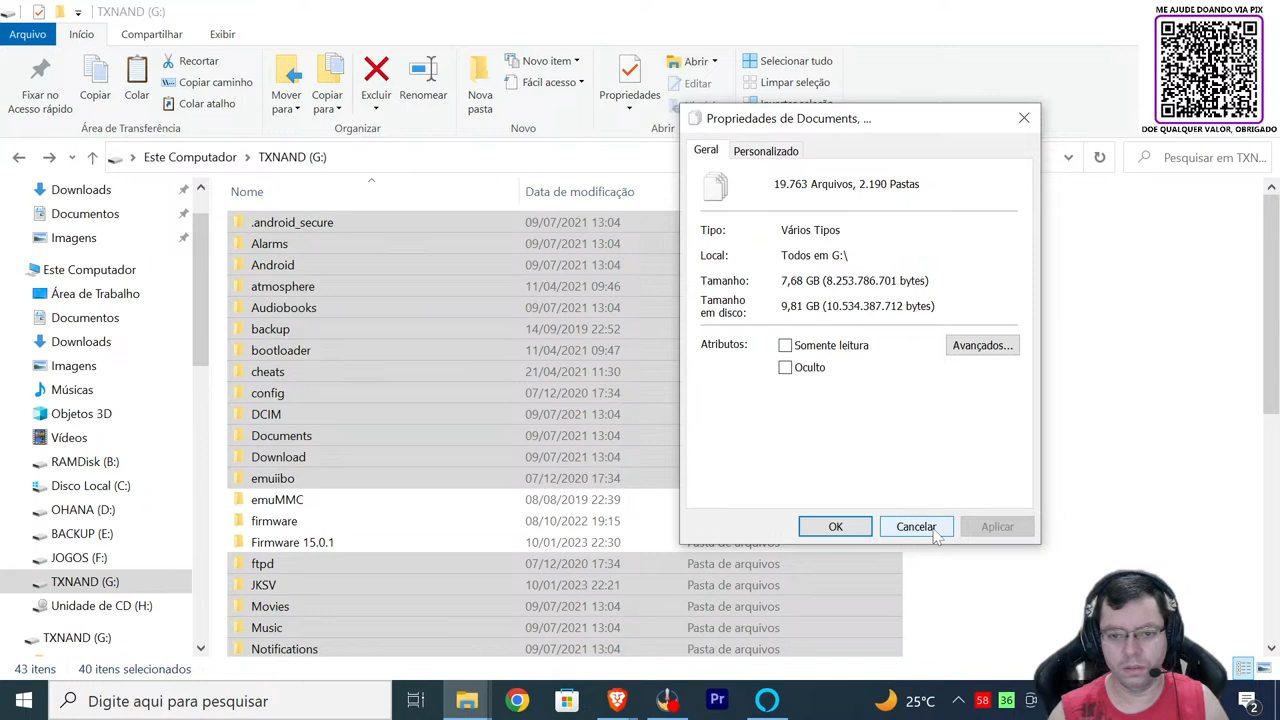 TXNAND (G:)
ME AJUDE DOANDO VIA PIX
Arquivo
Início
Compartilhar
Exibir
Fixar no
Acesso rápido
Copiar
Colar
Recortar
Copiar caminho
Colar atalho
Área de Transferência
Mover
para
Copiar
para
Excluir
Renomear
Organizar
Nova
pasta
Novo item
Fácil acesso
Novo
Propriedades
Abrir
Editar
Abrir
Selecionar tudo
Limpar seleção
DOE QUALQUER VALOR, OBRIGADO
Este Computador
TXNAND (G:)
Pesquisar em TXN...
Downloads
Documentos
Imagens
Este Computador
Área de Trabalho
Documentos
Downloads
Imagens
Músicas
Objetos 3D
Vídeos
RAMDisk (B:)
Disco Local (C:)
OHANA (D:)
BACKUP (E:)
JOGOS (F:)
TXNAND (G:)
Unidade de CD (H:)
TXNAND (G:)
Nome
Data de modificação
.android_secure 09/07/2021 13:04
Alarms 09/07/2021 13:04
Android 09/07/2021 13:04
atmosphere 11/04/2021 09:46
Audiobooks 09/07/2021 13:04
backup 14/09/2019 22:52
bootloader 11/04/2021 09:47
cheats 21/04/2021 11:30
config 07/12/2020 17:34
DCIM 09/07/2021 13:04
Documents 09/07/2021 13:04
Download 09/07/2021 13:04
emuiibo 07/12/2020 17:34
emuMMC 08/08/2019 22:39
firmware 08/10/2022 19:15
Firmware 15.0.1 10/01/2023 22:30 Pasta de arquivos
ftpd 07/12/2020 17:34 Pasta de arquivos
JKSV 10/01/2023 22:21 Pasta de arquivos
Movies 09/07/2021 13:04 Pasta de arquivos
Music 09/07/2021 13:04 Pasta de arquivos
Notifications 09/07/2021 13:04 Pasta de arquivos
Propriedades de Documents, ...
Geral
Personalizado
19.763 Arquivos, 2.190 Pastas
Tipo: Vários Tipos
Local: Todos em G:\
Tamanho: 7,68 GB (8.253.786.701 bytes)
Tamanho
em disco: 9,81 GB (10.534.387.712 bytes)
Atributos:
Somente leitura
Avançados...
Oculto
OK
Cancelar
Aplicar
43 itens
40 itens selecionados
Digite aqui para pesquisar
Pr
25°C
58
36
2